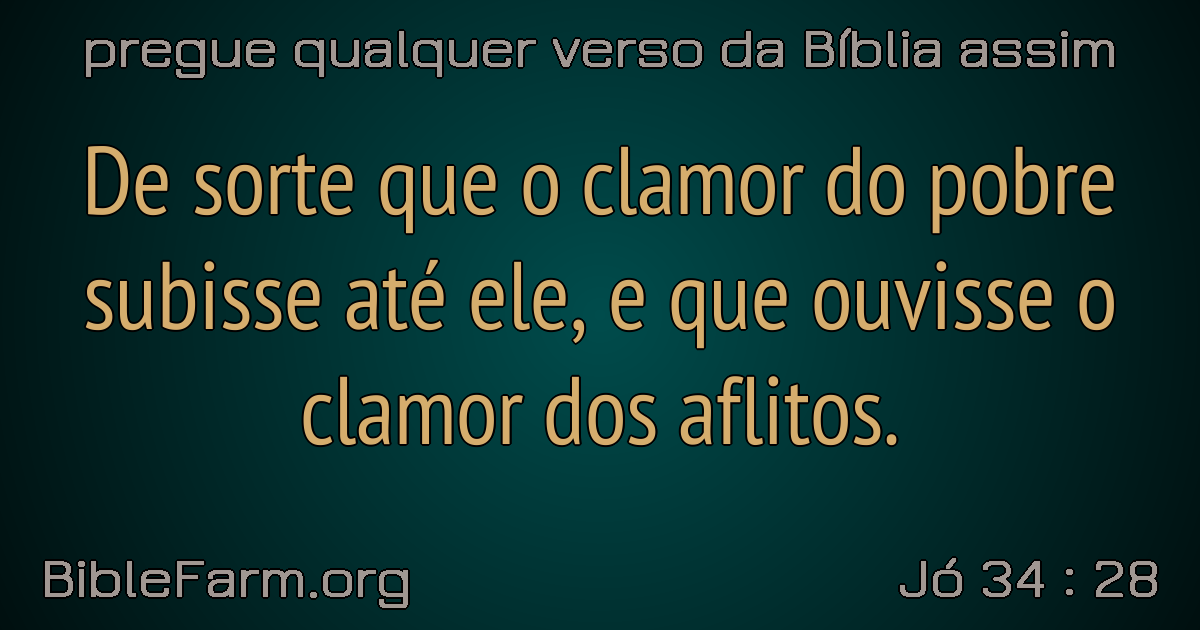 pregue qualquer verso da Bíblia assim
De sorte que o clamor do pobre
subisse até ele, e que ouvisse o
clamor dos aflitos.
BibleFarm.org
Jó 34 : 28